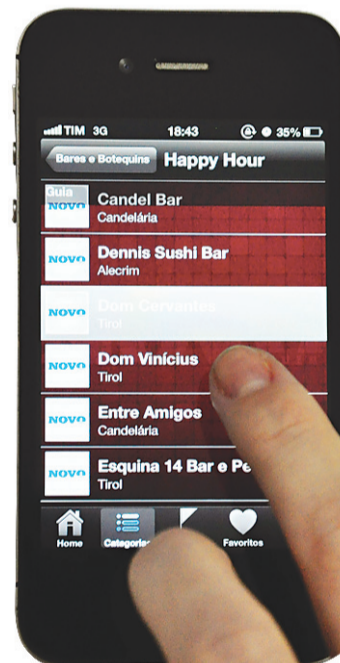 TIM 3G 18:43 35%
Bares e Botequins Happy Hour
Guia
NOVO
Candel Bar
Candelária
NOVO
Dennis Sushi Bar
Alecrim
NOVO
Dom Cervantes
Tirol
NOVO
Dom Vinícius
Tirol
NOVO
Entre Amigos
Candelária
NOVO
Esquina 14 Bar e Pe
Tirol
Home Categorias Favoritos